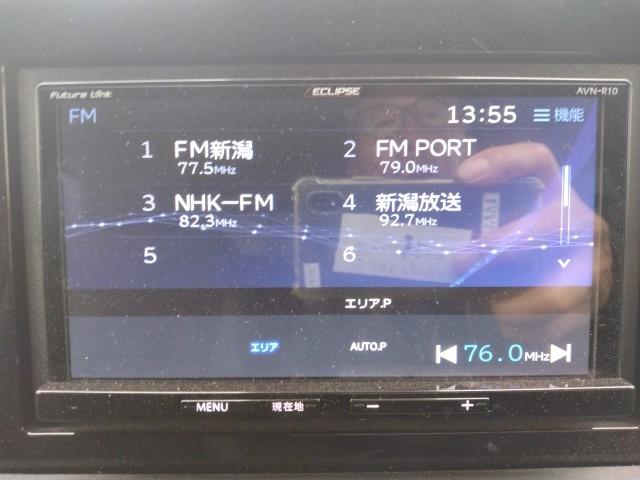 Future Link ECLIPSE AVN-R10
FM 13:55 機能
1 FM新潟 2 FM PORT
77.5MHz 79.0MHz
3 NHK-FM 4 新潟放送
82.3MHz 92.7MHz
5 6
エリア.P
エリア AUTO.P 76.0MHz
MENU 現在地 − +